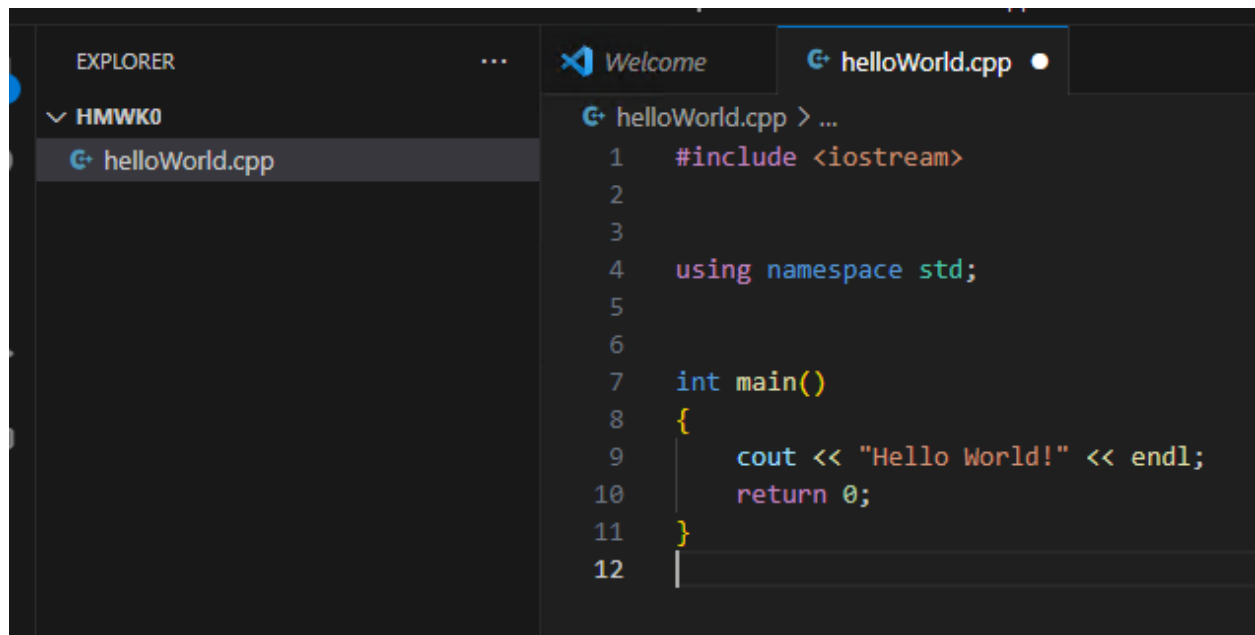 EXPLORER ...
HMWK0
helloWorld.cpp
Welcome helloWorld.cpp
helloWorld.cpp > ...
1 #include <iostream>
2
3
4 using namespace std;
5
6
7 int main()
8 {
9 cout << "Hello World!" << endl;
10 return 0;
11 }
12